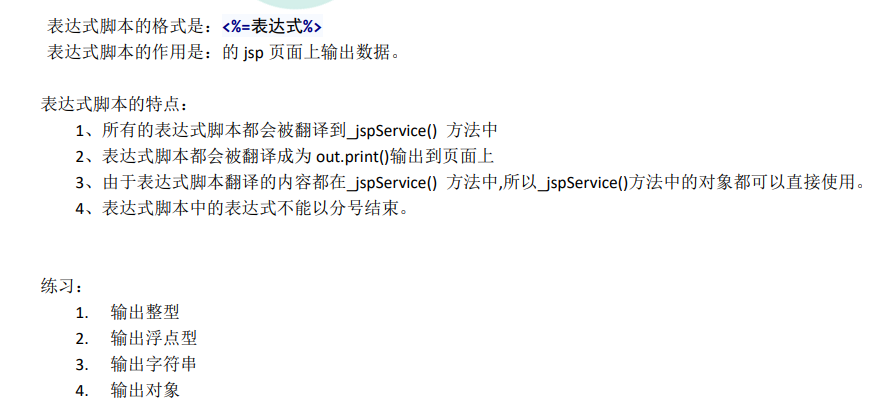 表达式脚本的格式是：<%=表达式%>
表达式脚本的作用是：的 jsp 页面上输出数据。
表达式脚本的特点：
1、所有的表达式脚本都会被翻译到_jspService() 方法中
2、表达式脚本都会被翻译成为 out.print()输出到页面上
3、由于表达式脚本翻译的内容都在_jspService() 方法中,所以_jspService()方法中的对象都可以直接使用。
4、表达式脚本中的表达式不能以分号结束。
练习：
1. 输出整型
2. 输出浮点型
3. 输出字符串
4. 输出对象